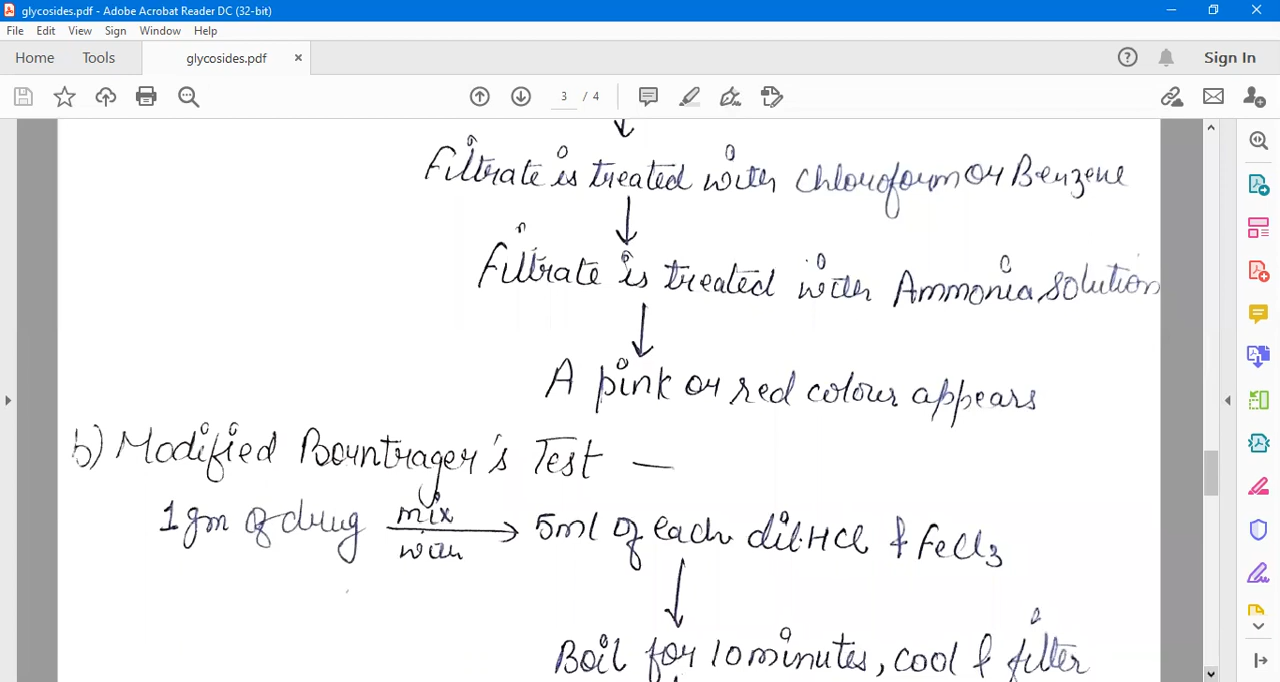 glycosides.pdf - Adobe Acrobat Reader DC (32-bit)
File Edit View Sign Window Help
Home Tools glycosides.pdf × Sign In
3 / 4
Filtrate is treated with chloroform or Benzene
Filtrate is treated with Ammonia solution
A pink or red colour appears
b) Modified Borntrager's Test —
1gm of drug mix with 5ml of each dil. HCl & FeCl3
Boil for 10 minutes, cool & filter